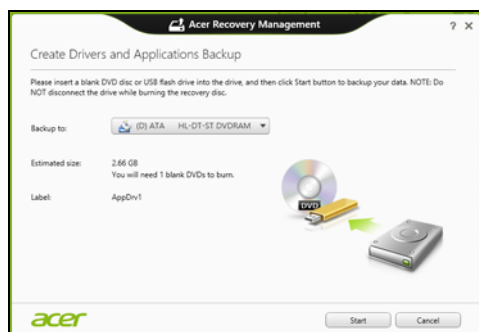 Acer Recovery Management
? ×
Create Drivers and Applications Backup
Please insert a blank DVD disc or USB flash drive into the drive, and then click Start button to backup your data. NOTE: Do
NOT disconnect the drive while burning the recovery disc.
Backup to: (D) ATA HL-DT-ST DVDRAM
Estimated size: 2.66 GB
You will need 1 blank DVDs to burn.
Label: AppDrv1
DVD
acer Start Cancel